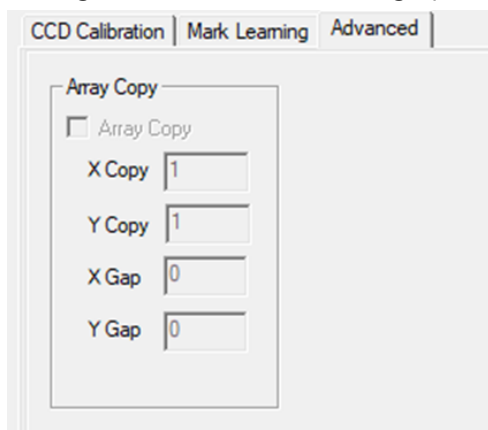 CCD Calibration Mark Learning Advanced
Array Copy
Array Copy
X Copy 1
Y Copy 1
X Gap 0
Y Gap 0